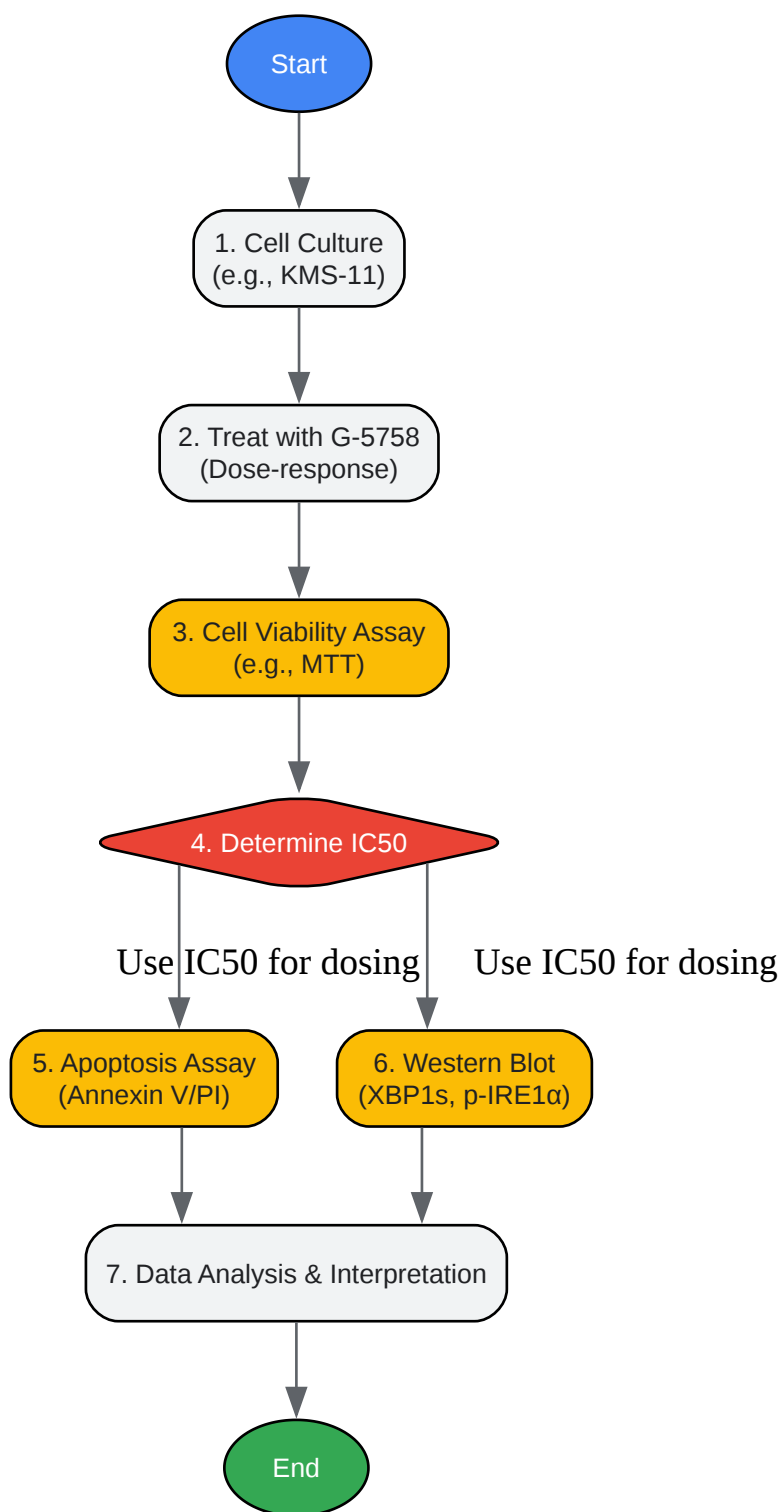 Start
1. Cell Culture
(e.g., KMS-11)
2. Treat with G-5758
(Dose-response)
3. Cell Viability Assay
(e.g., MTT)
4. Determine IC50
Use IC50 for dosing
Use IC50 for dosing
5. Apoptosis Assay
(Annexin V/PI)
6. Western Blot
(XBP1s, p-IRE1α)
7. Data Analysis & Interpretation
End